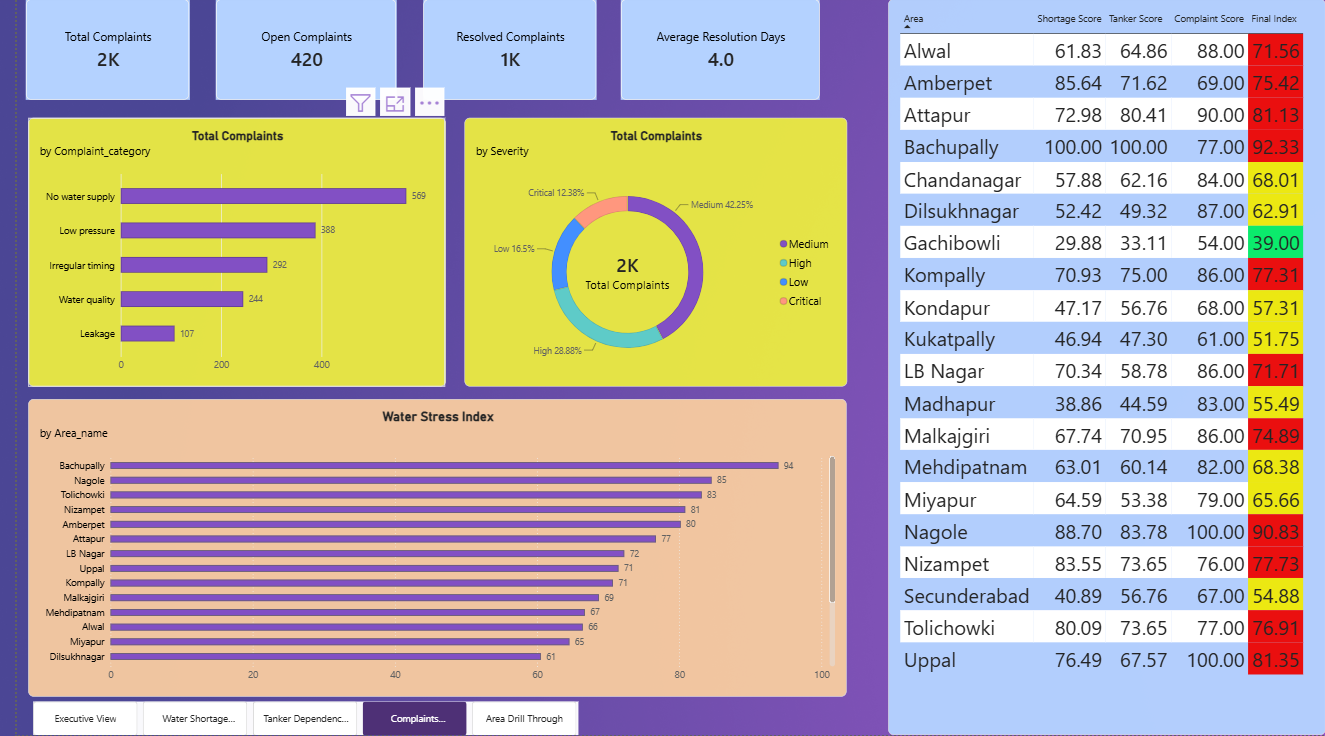 Total Complaints
2K
Open Complaints
420
Resolved Complaints
1K
Average Resolution Days
4.0
Total Complaints
by Complaint_category
No water supply 569
Low pressure 388
Irregular timing 292
Water quality 244
Leakage 107
0 200 400
Total Complaints
by Severity
Critical 12.38%
Medium 42.25%
Low 16.5%
High 28.88%
2K
Total Complaints
Medium
High
Low
Critical
Water Stress Index
by Area_name
Bachupally 94
Nagole 85
Tolichowki 83
Nizampet 81
Amberpet 80
Attapur 77
LB Nagar 72
Uppal 71
Kompally 71
Malkajgiri 69
Mehdipatnam 67
Alwal 66
Miyapur 65
Dilsukhnagar 61
0 20 40 60 80 100
Executive View Water Shortage... Tanker Dependenc... Complaints... Area Drill Through
Area Shortage Score Tanker Score Complaint Score Final Index
Alwal 61.83 64.86 88.00 71.56
Amberpet 85.64 71.62 69.00 75.42
Attapur 72.98 80.41 90.00 81.13
Bachupally 100.00 100.00 77.00 92.33
Chandanagar 57.88 62.16 84.00 68.01
Dilsukhnagar 52.42 49.32 87.00 62.91
Gachibowli 29.88 33.11 54.00 39.00
Kompally 70.93 75.00 86.00 77.31
Kondapur 47.17 56.76 68.00 57.31
Kukatpally 46.94 47.30 61.00 51.75
LB Nagar 70.34 58.78 86.00 71.71
Madhapur 38.86 44.59 83.00 55.49
Malkajgiri 67.74 70.95 86.00 74.89
Mehdipatnam 63.01 60.14 82.00 68.38
Miyapur 64.59 53.38 79.00 65.66
Nagole 88.70 83.78 100.00 90.83
Nizampet 83.55 73.65 76.00 77.73
Secunderabad 40.89 56.76 67.00 54.88
Tolichowki 80.09 73.65 77.00 76.91
Uppal 76.49 67.57 100.00 81.35